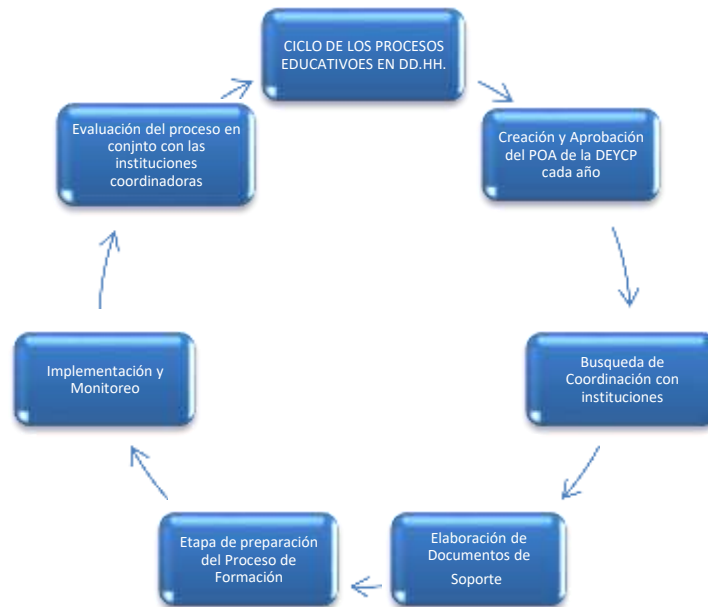 CICLO DE LOS PROCESOS
EDUCATIVOES EN DD.HH.
Creación y Aprobación
del POA de la DEYCP
cada año
Busqueda de
Coordinación con
instituciones
Elaboración de
Documentos de
Soporte
Etapa de preparación
del Proceso de
Formación
Implementación y
Monitoreo
Evaluación del proceso en
conjnto con las
instituciones
coordinadoras